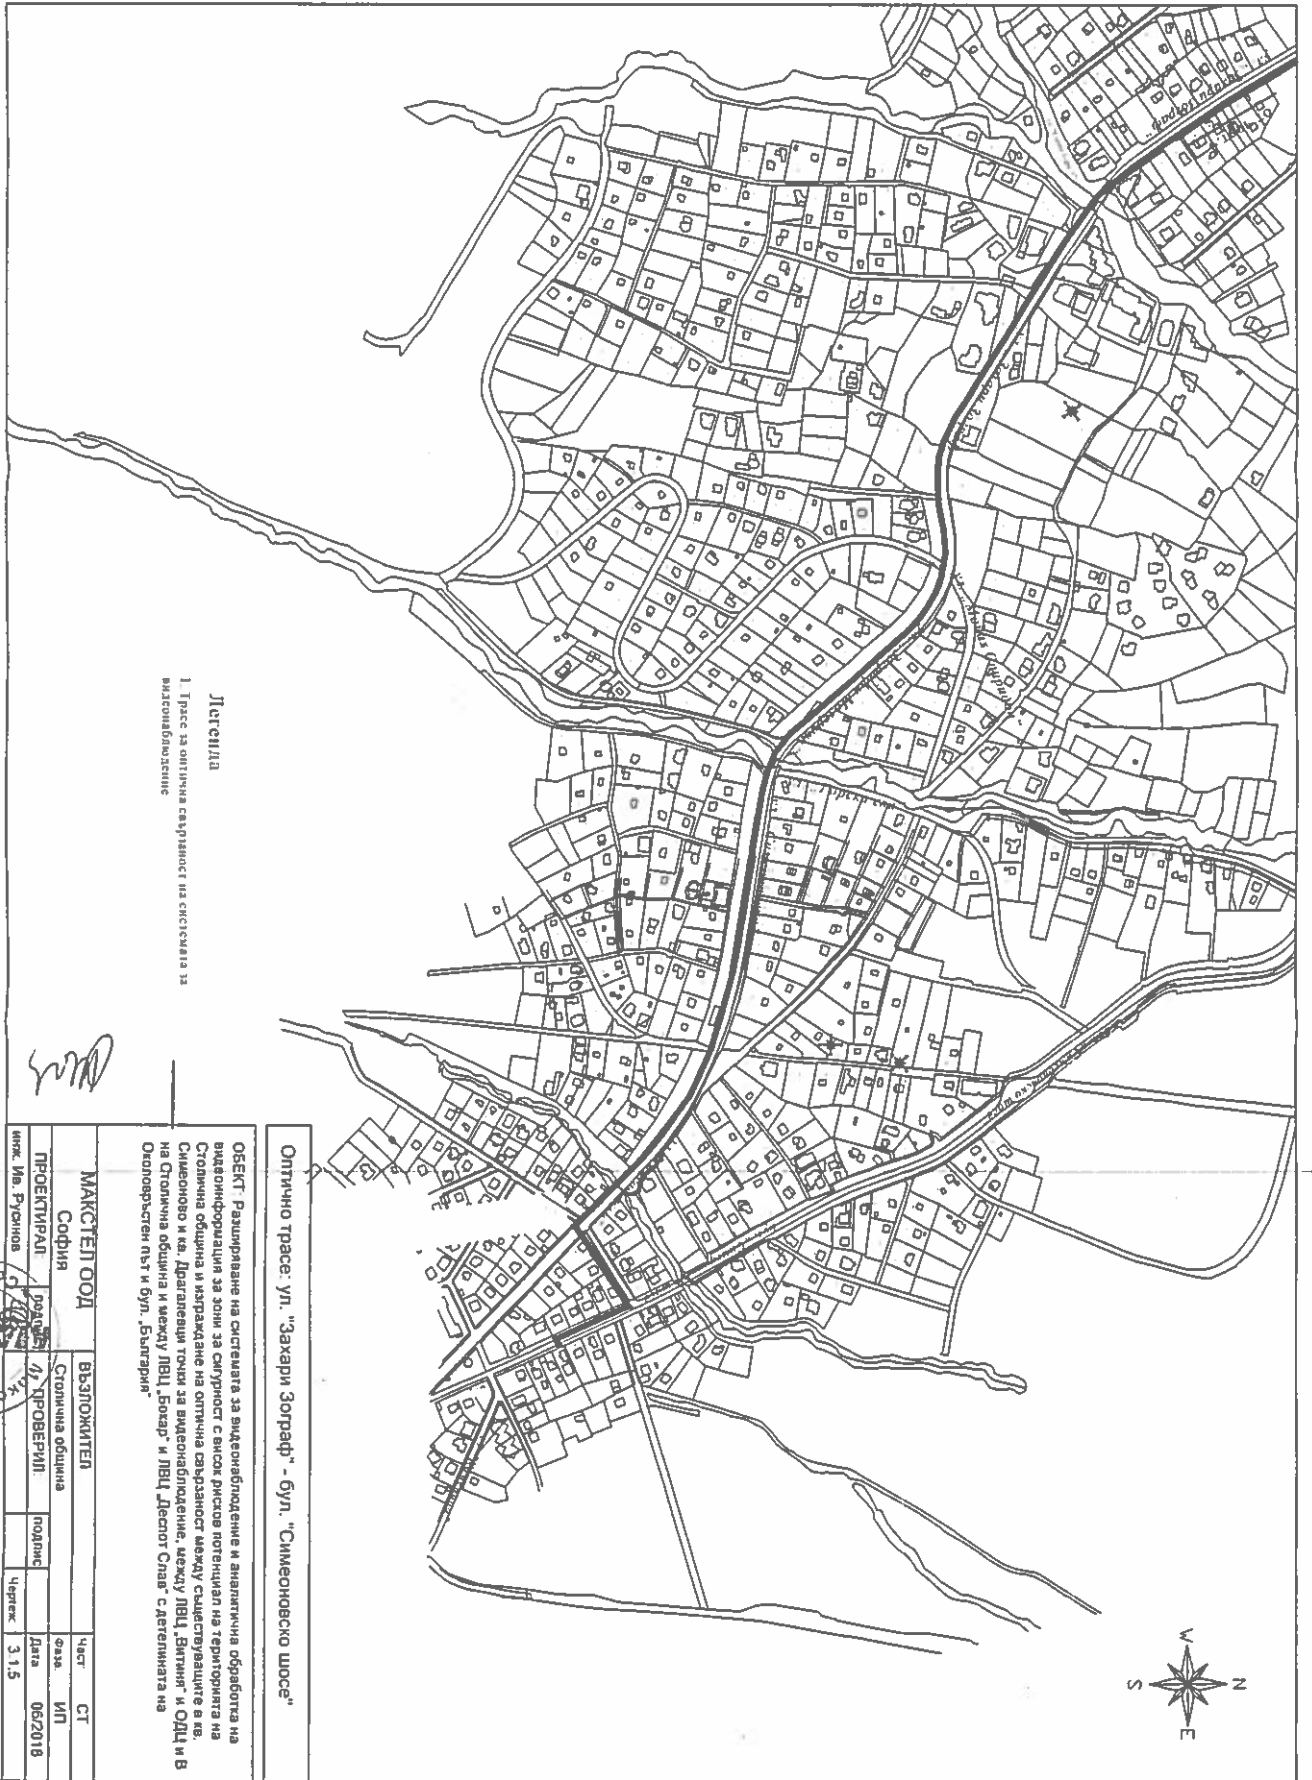 N
W
E
S
Легенда
1. Трасе за оптична свързаност на системата за
видеонаблюдение
Оптично трасе: ул. "Захари Зограф" - бул. "Симеоновско шосе"
ОБЕКТ: Разширяване на системата за видеонаблюдение и аналитична обработка на
видеоинформация за зони за сигурност с висок рисков потенциал на територията на
Столична община и изграждане на оптична свързаност между съществуващите в кв.
Симеоново и кв. Драгалевци точки за видеонаблюдение, между ЛВЦ „Витиня" и ОДЦ и В
на Столична община и между ЛВЦ „Бокар" и ЛВЦ „Деспот Слав" с детелината на
Околовръстен път и бул. „България"
МАКСТЕЛ ООД
София
ВЪЗЛОЖИТЕЛ
Столична община
Част СТ
Фаза. ИП
ПРОЕКТИРАЛ: подпис ПРОВЕРИЛ: подпис Дата 06/2018
инж. Ив. Русинов Чертеж 3.1.5